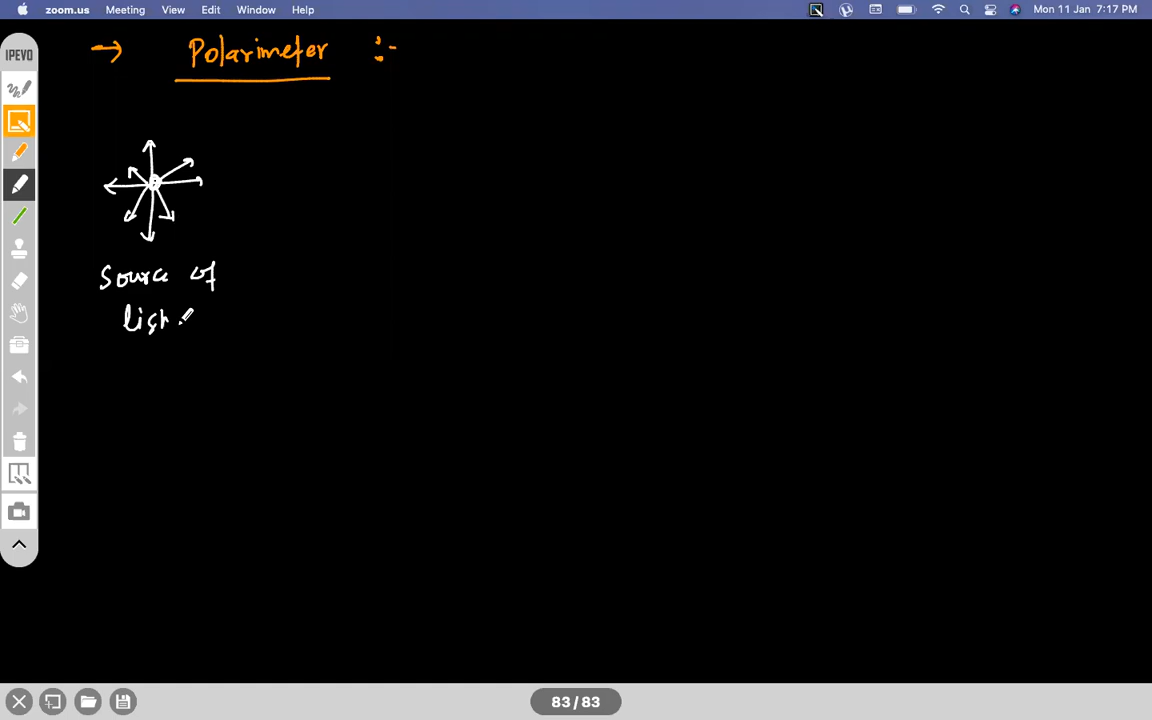 zoom.us Meeting View Edit Window Help Mon 11 Jan 7:17 PM
IPEVO
→ Polarimeter :-
Source of
ligh
83/83